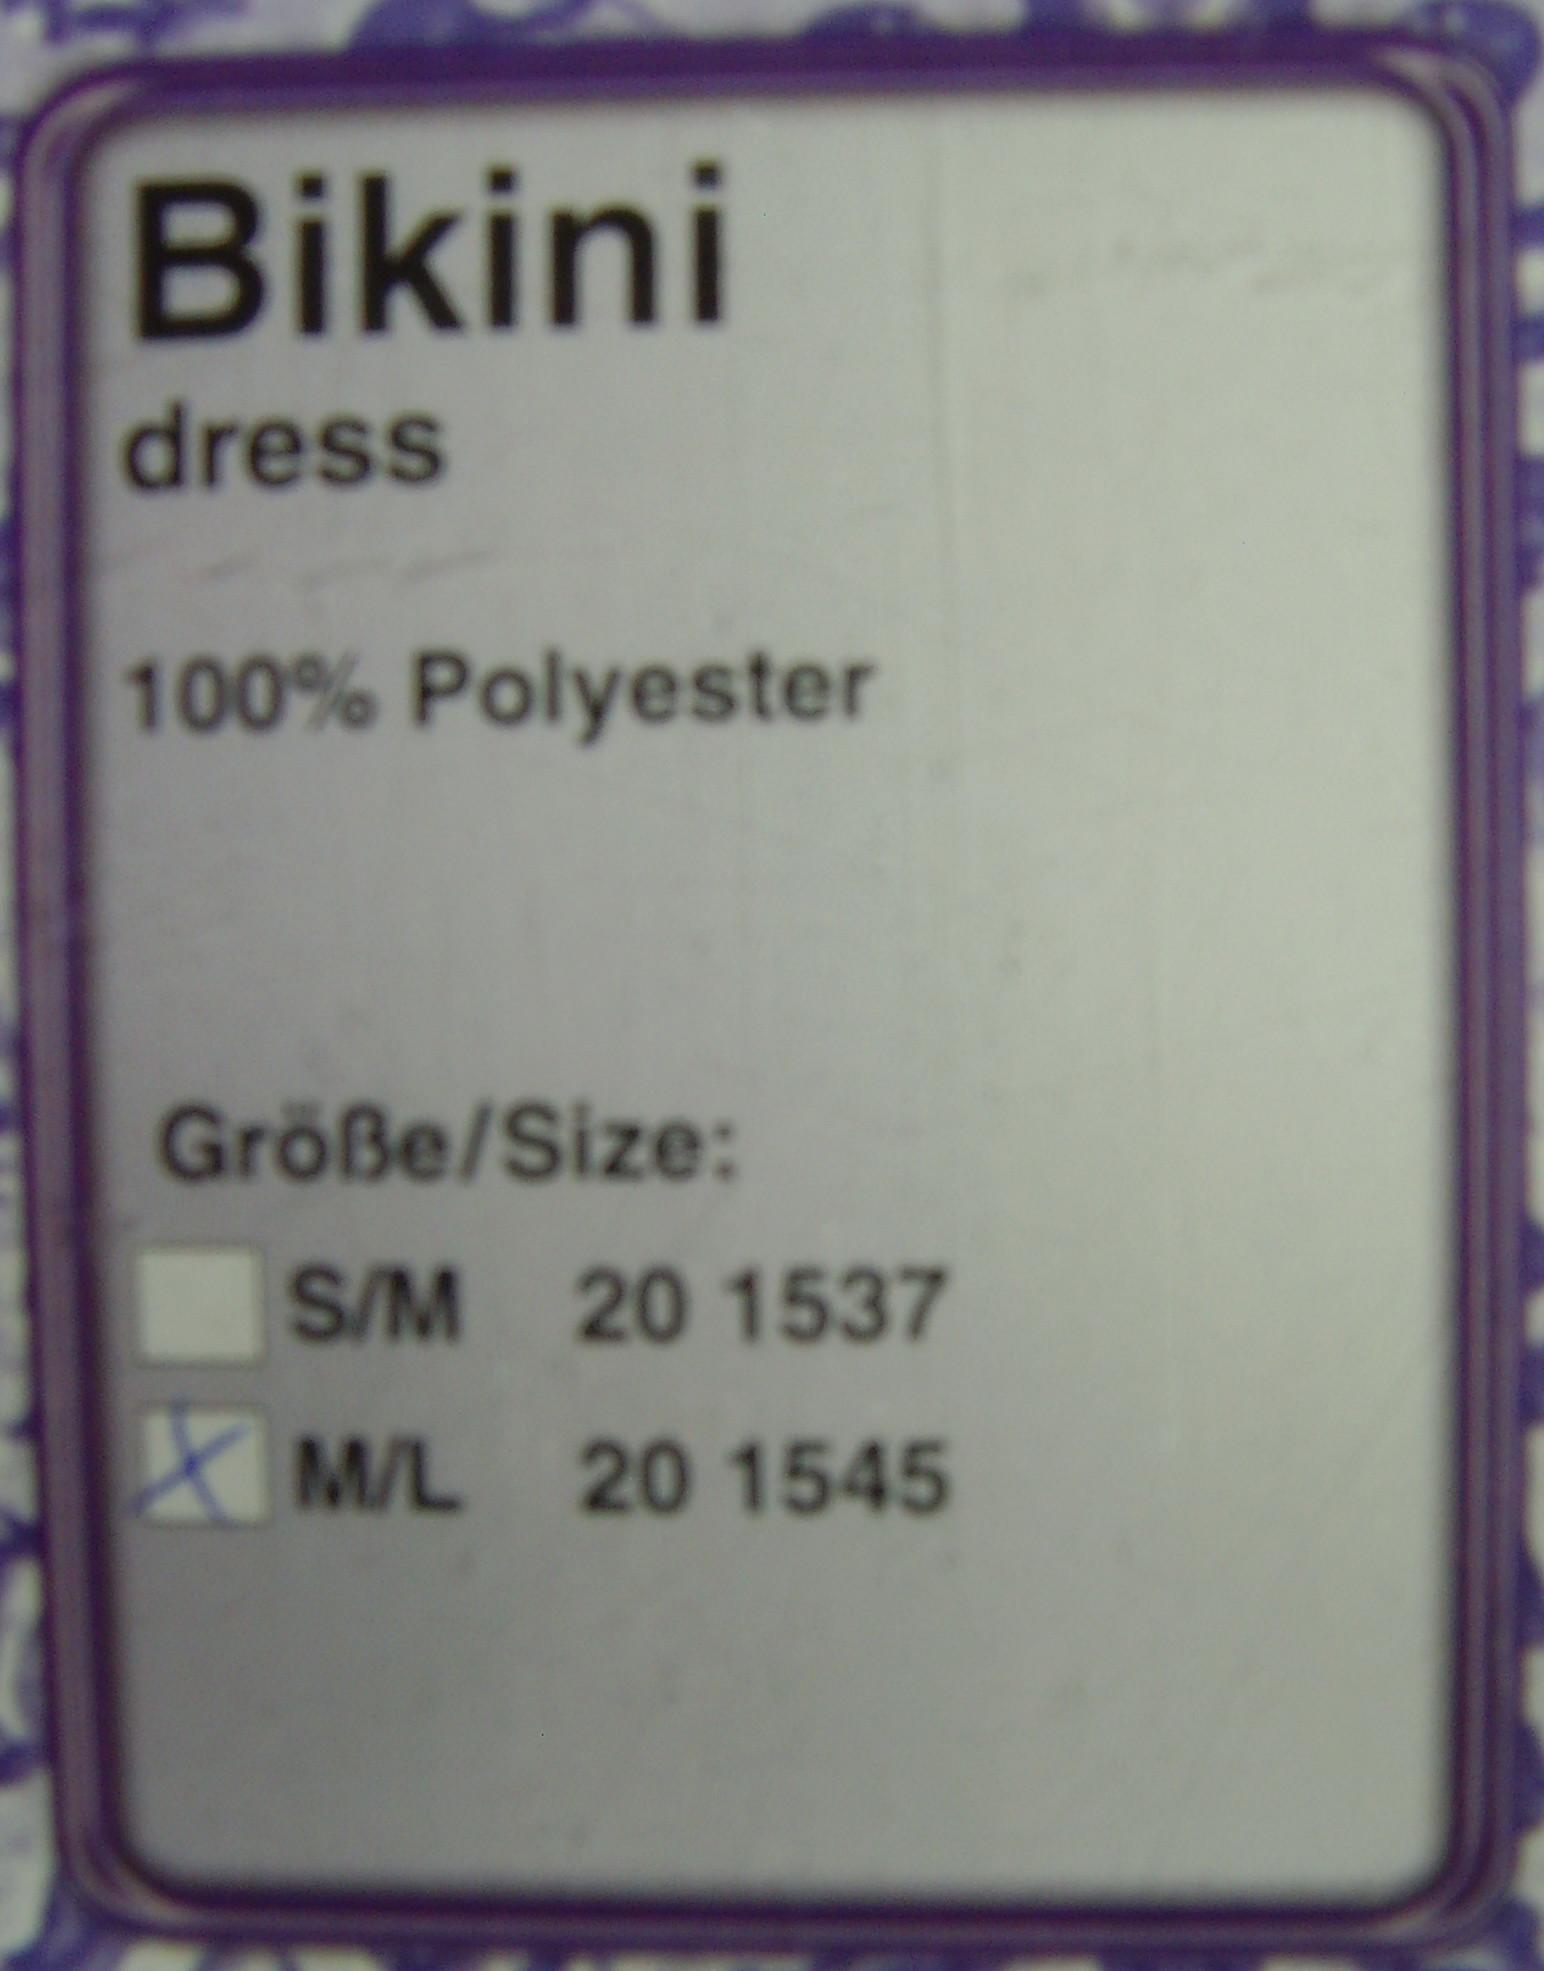 Bikini
dress
100% Polyester
Größe/Size:
S/M 20 1537
M/L 20 1545